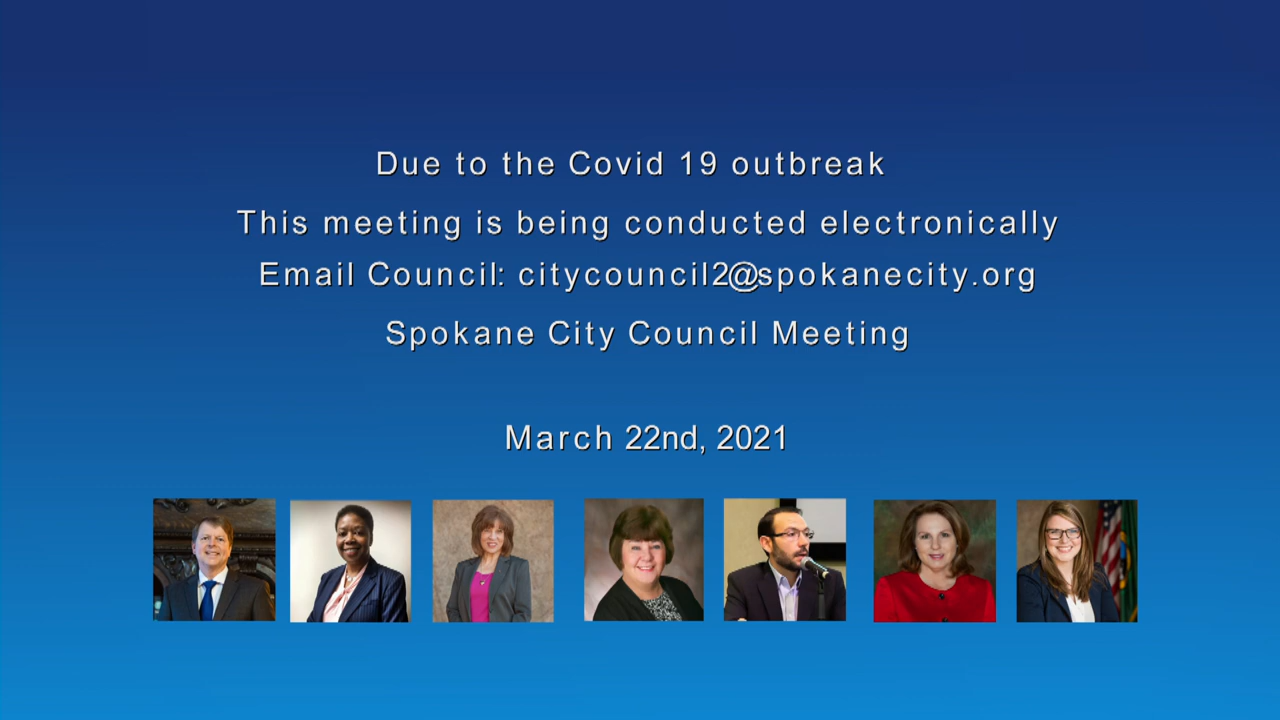 Due to the Covid 19 outbreak
This meeting is being conducted electronically
Email Council: citycouncil2@spokanecity.org
Spokane City Council Meeting
March 22nd, 2021